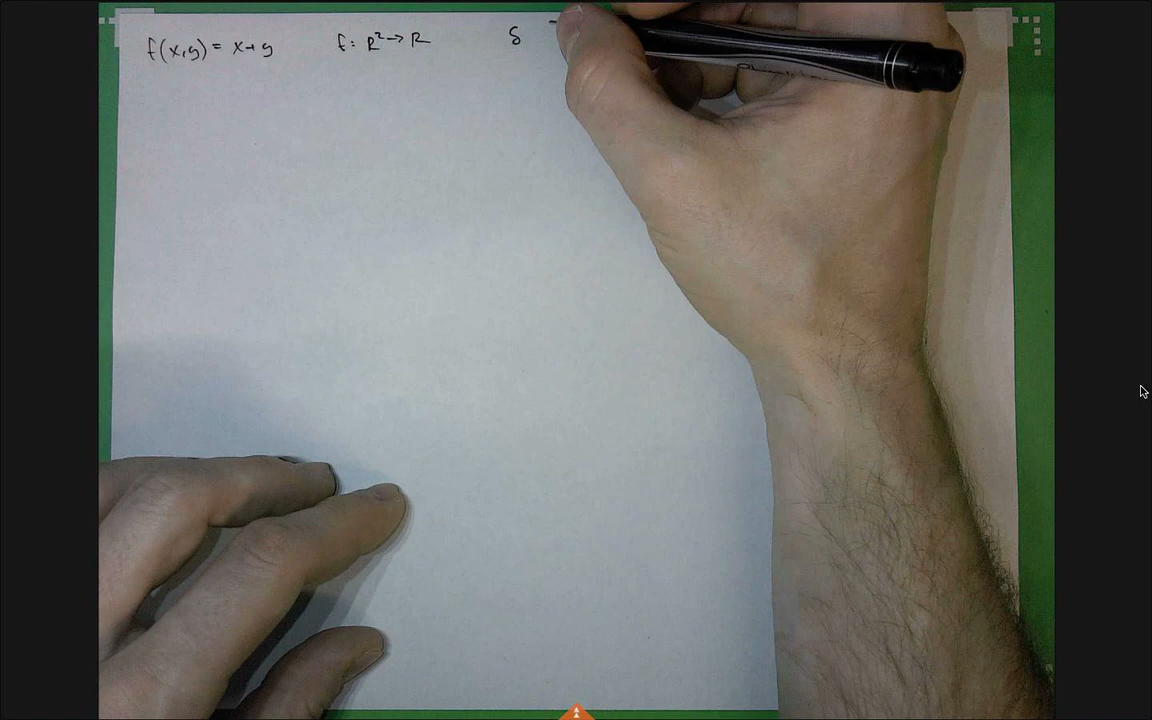 f(x,y) = x+y f: R²→R S